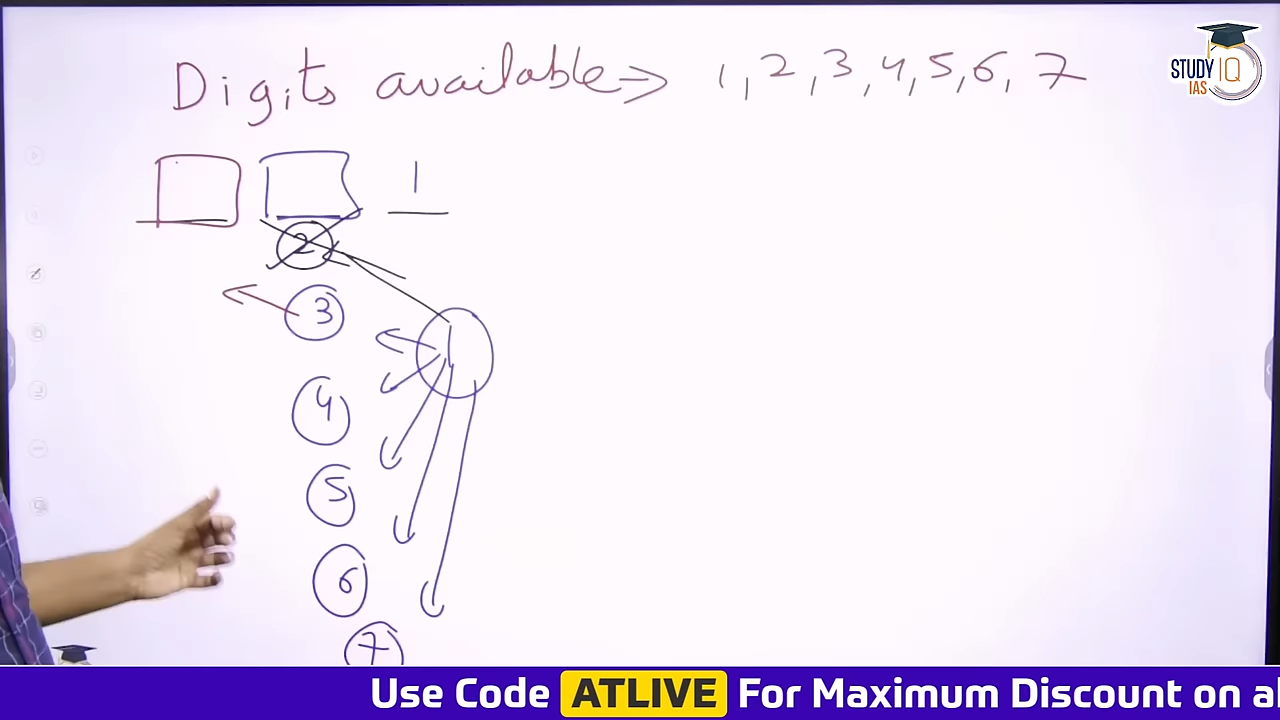 Digits available → 1, 2, 3, 4, 5, 6, 7
STUDY IQ
IAS
1
2
3
1
4
5
6
7
Use Code ATLIVE For Maximum Discount on al